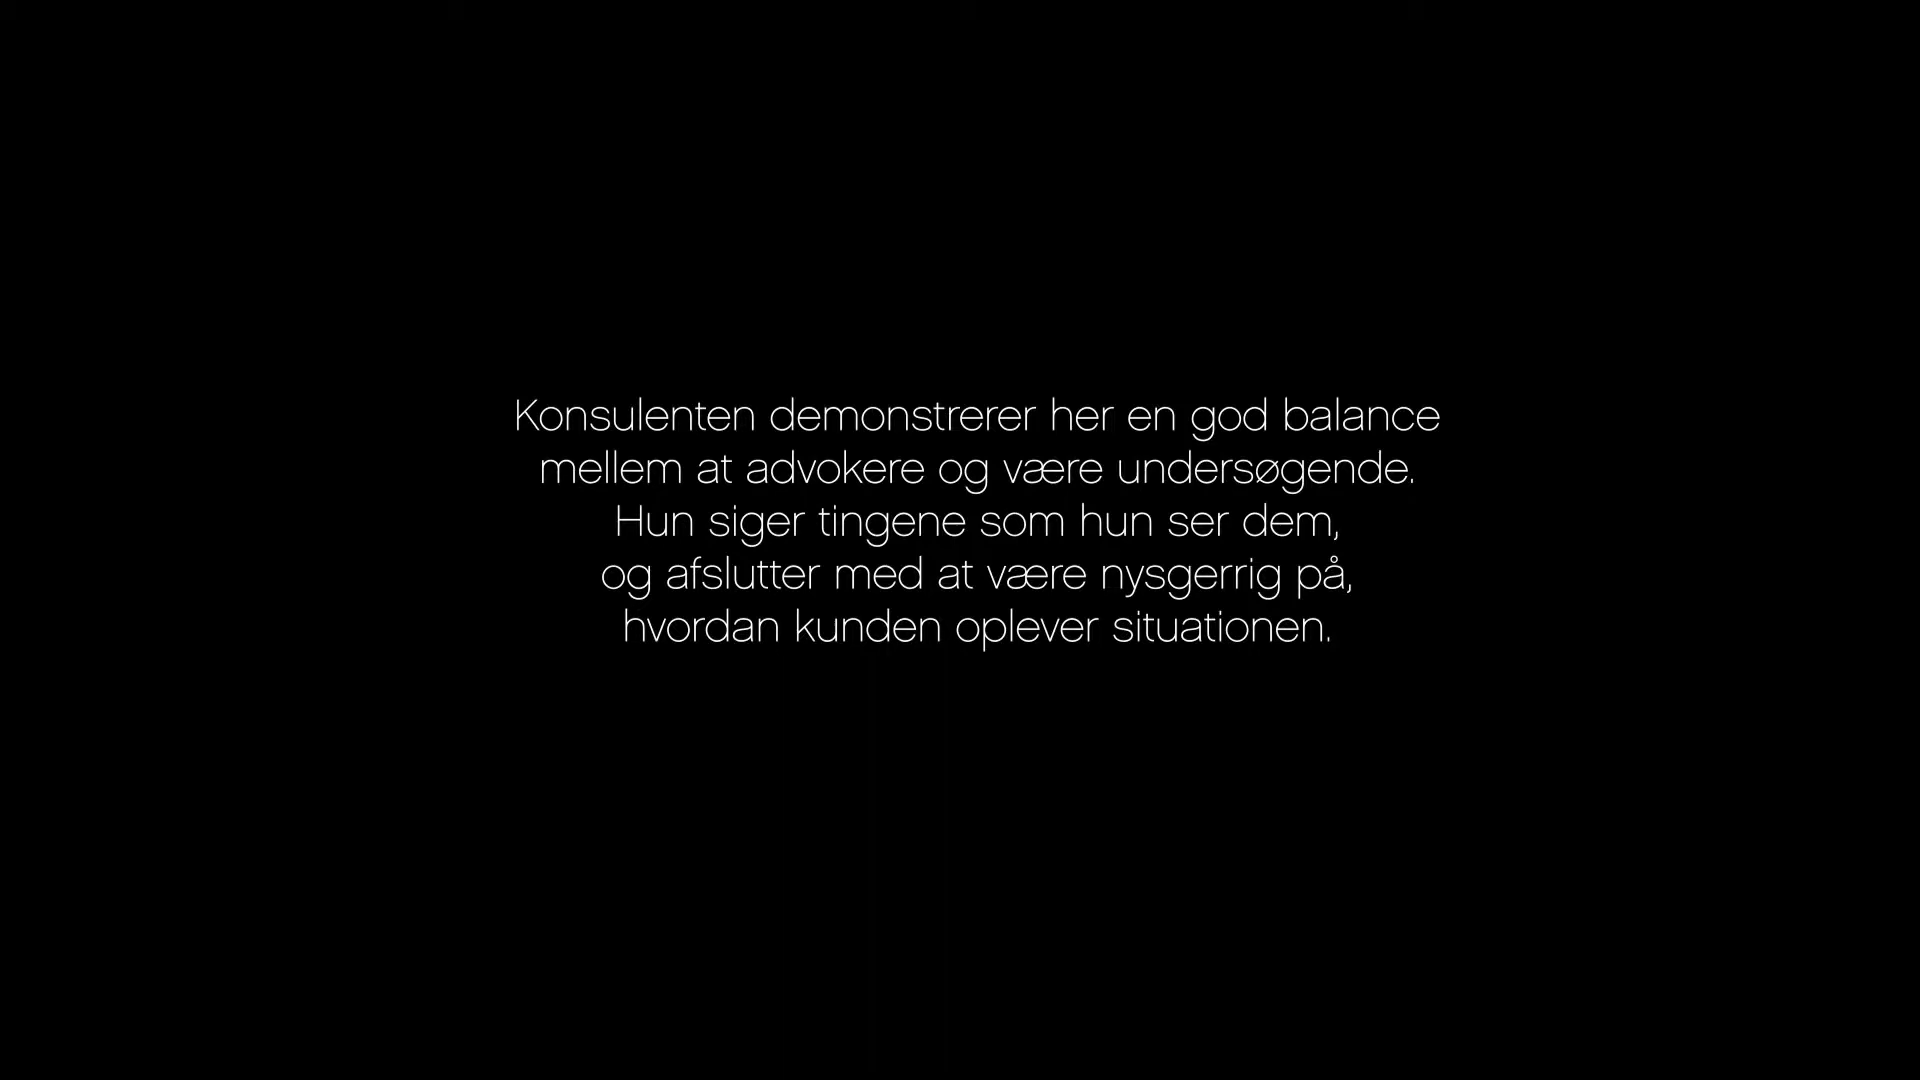 Konsulenten demonstrerer her en god balance
mellem at advokere og være undersøgende.
Hun siger tingene som hun ser dem,
og afslutter med at være nysgerrig på,
hvordan kunden oplever situationen.